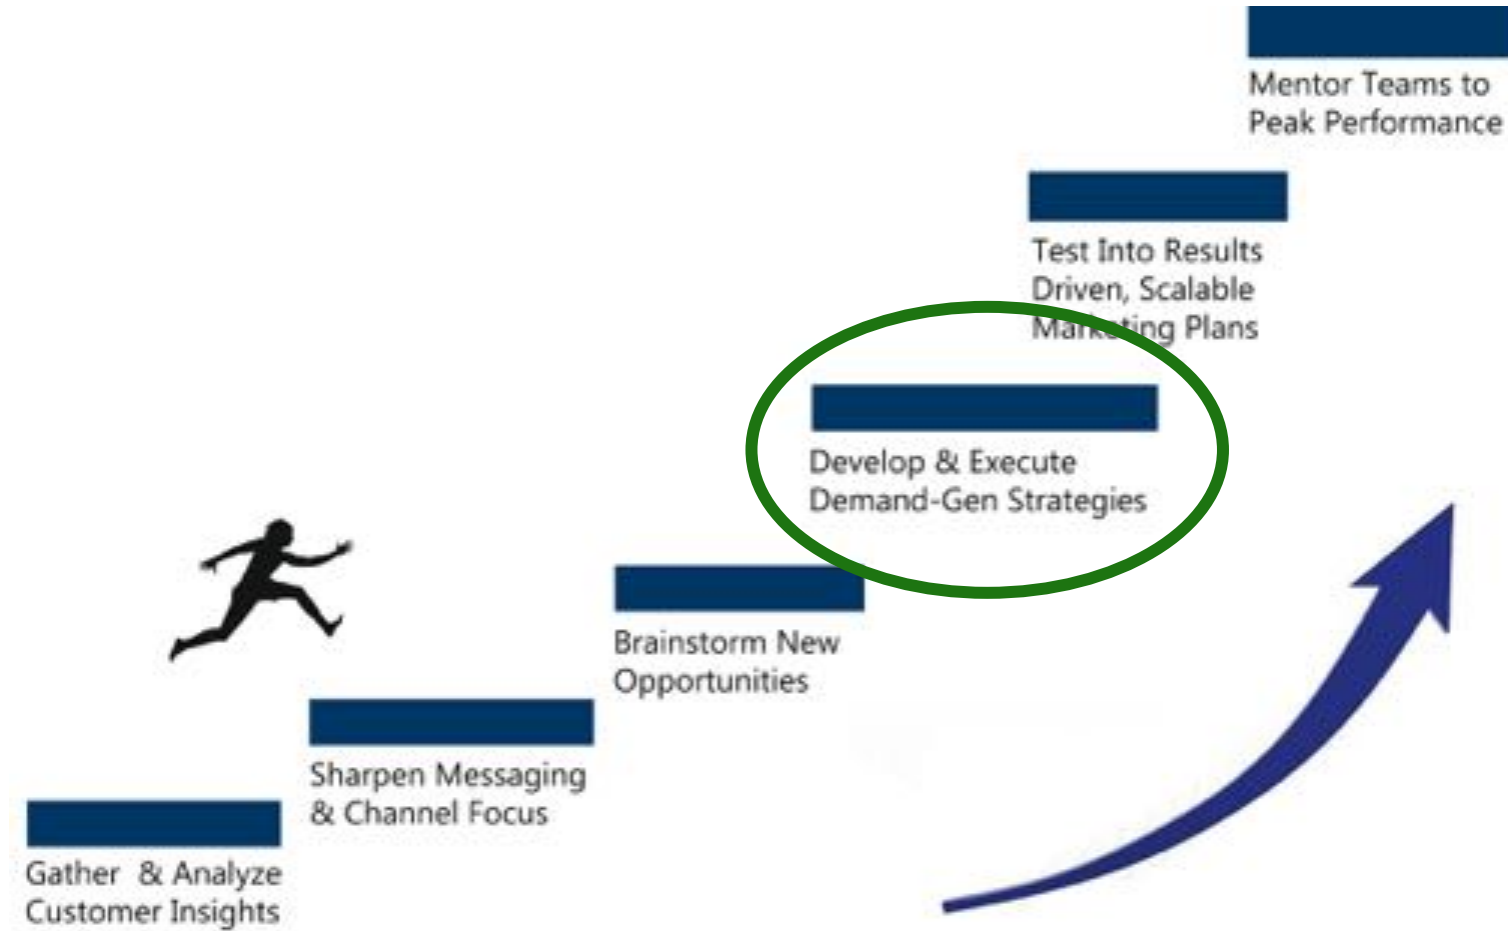 Mentor Teams to
Peak Performance
Test Into Results
Driven, Scalable
Marketing Plans
Develop & Execute
Demand-Gen Strategies
Brainstorm New
Opportunities
Sharpen Messaging
& Channel Focus
Gather & Analyze
Customer Insights